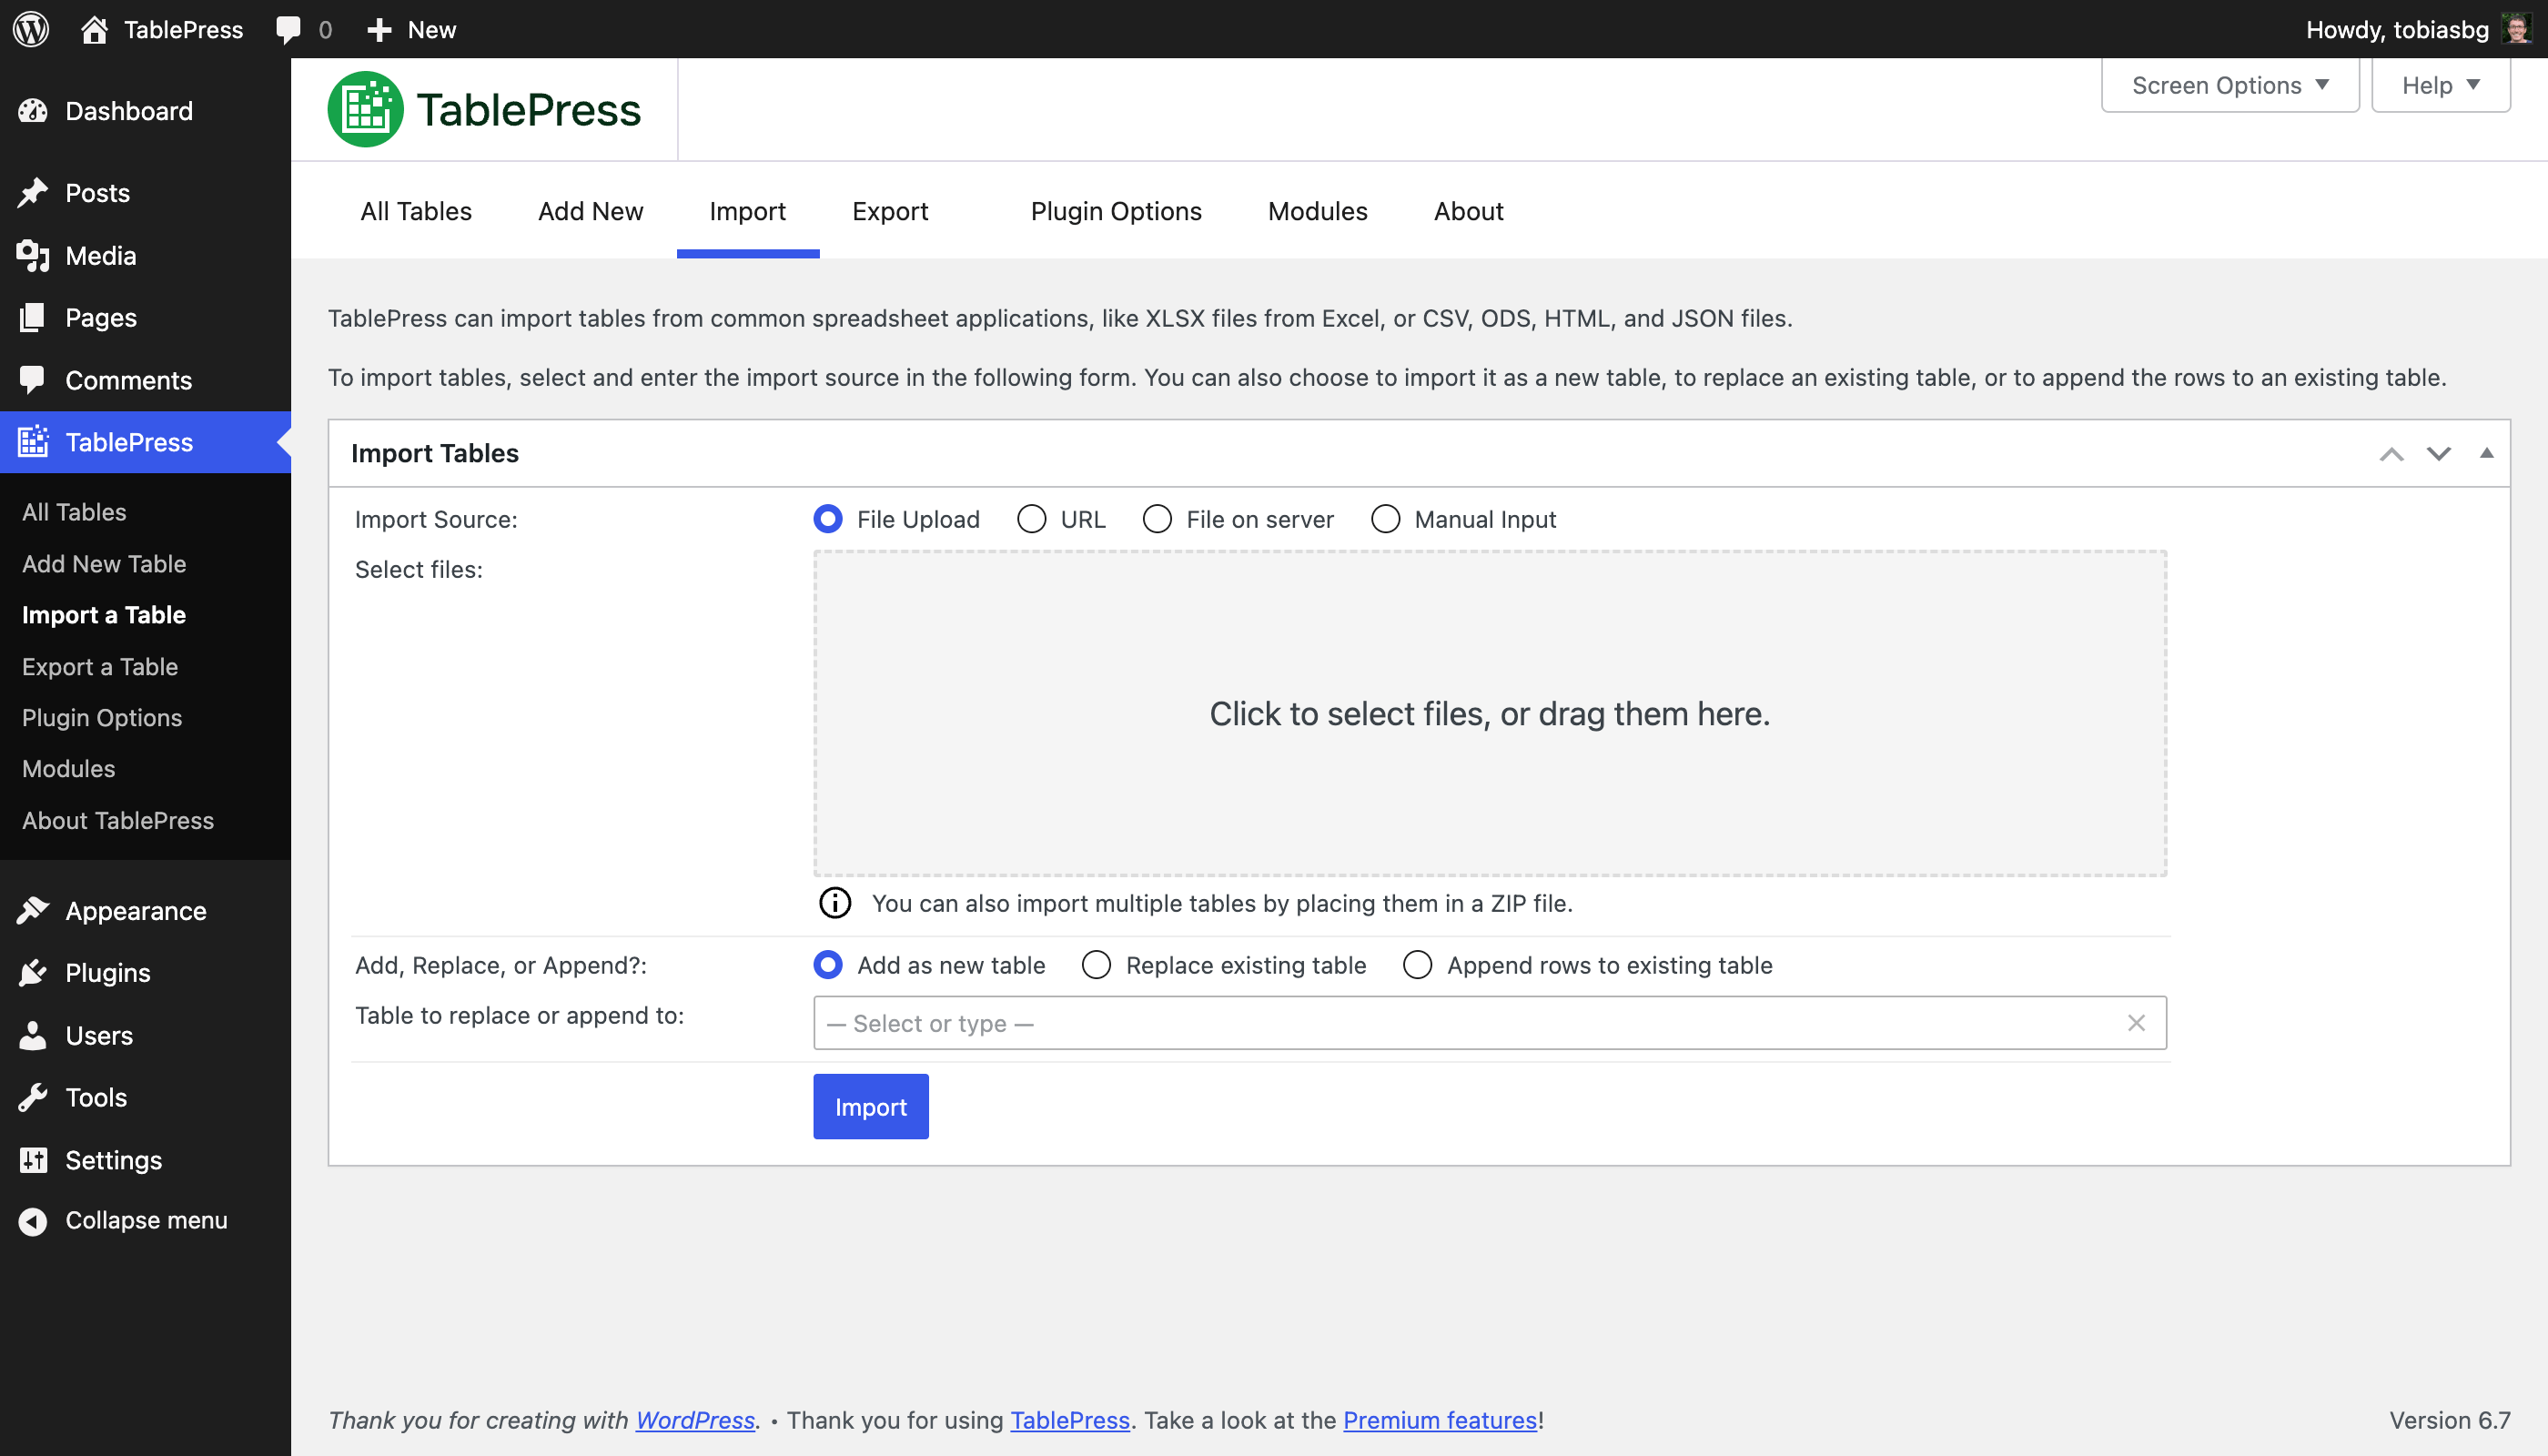 TablePress 0 New Howdy, tobiasbg
Dashboard
Posts
Media
Pages
Comments
TablePress
All Tables
Add New Table
Import a Table
Export a Table
Plugin Options
Modules
About TablePress
Appearance
Plugins
Users
Tools
Settings
Collapse menu
TablePress
Screen Options ▼ Help ▼
All Tables Add New Import Export Plugin Options Modules About
TablePress can import tables from common spreadsheet applications, like XLSX files from Excel, or CSV, ODS, HTML, and JSON files.
To import tables, select and enter the import source in the following form. You can also choose to import it as a new table, to replace an existing table, or to append the rows to an existing table.
Import Tables
Import Source: File Upload URL File on server Manual Input
Select files:
Click to select files, or drag them here.
You can also import multiple tables by placing them in a ZIP file.
Add, Replace, or Append?: Add as new table Replace existing table Append rows to existing table
Table to replace or append to: — Select or type —
Import
Thank you for creating with WordPress. • Thank you for using TablePress. Take a look at the Premium features! Version 6.7